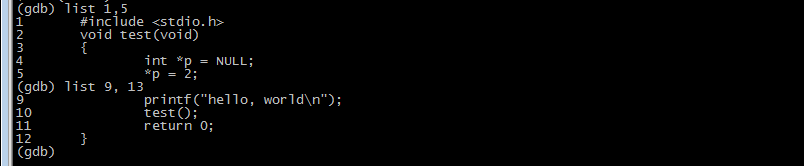 (gdb) list 1,5
1       #include <stdio.h>
2       void test(void)
3       {
4               int *p = NULL;
5               *p = 2;
(gdb) list 9, 13
9               printf("hello, world\n");
10              test();
11              return 0;
12      }
(gdb)